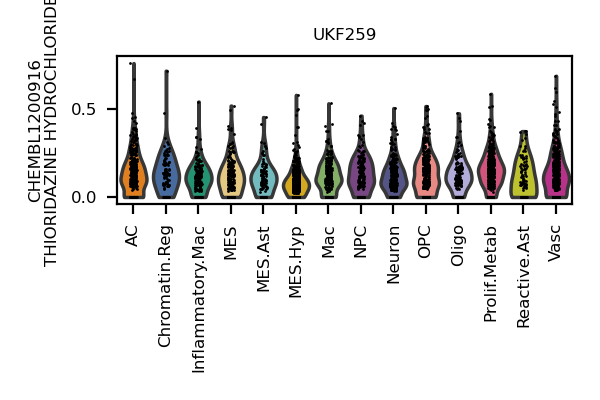 UKF259
CHEMBL1200916
THIORIDAZINE HYDROCHLORIDE
0.5
0.0
AC
Chromatin.Reg
Inflammatory.Mac
MES
MES.Ast
MES.Hyp
Mac
NPC
Neuron
OPC
Oligo
Prolif.Metab
Reactive.Ast
Vasc